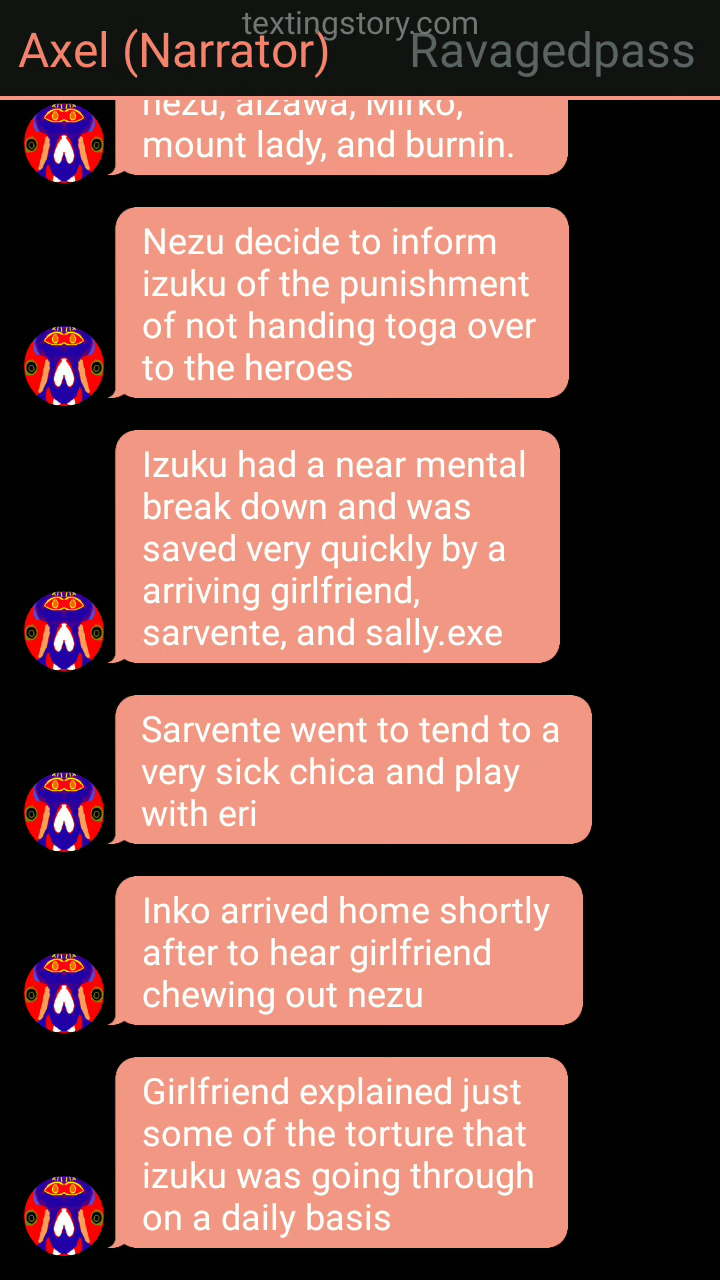 textingstory.com
Axel (Narrator) Ravagedpass
nezu, aizawa, Mirko,
mount lady, and burnin.
Nezu decide to inform
izuku of the punishment
of not handing toga over
to the heroes
Izuku had a near mental
break down and was
saved very quickly by a
arriving girlfriend,
sarvente, and sally.exe
Sarvente went to tend to a
very sick chica and play
with eri
Inko arrived home shortly
after to hear girlfriend
chewing out nezu
Girlfriend explained just
some of the torture that
izuku was going through
on a daily basis